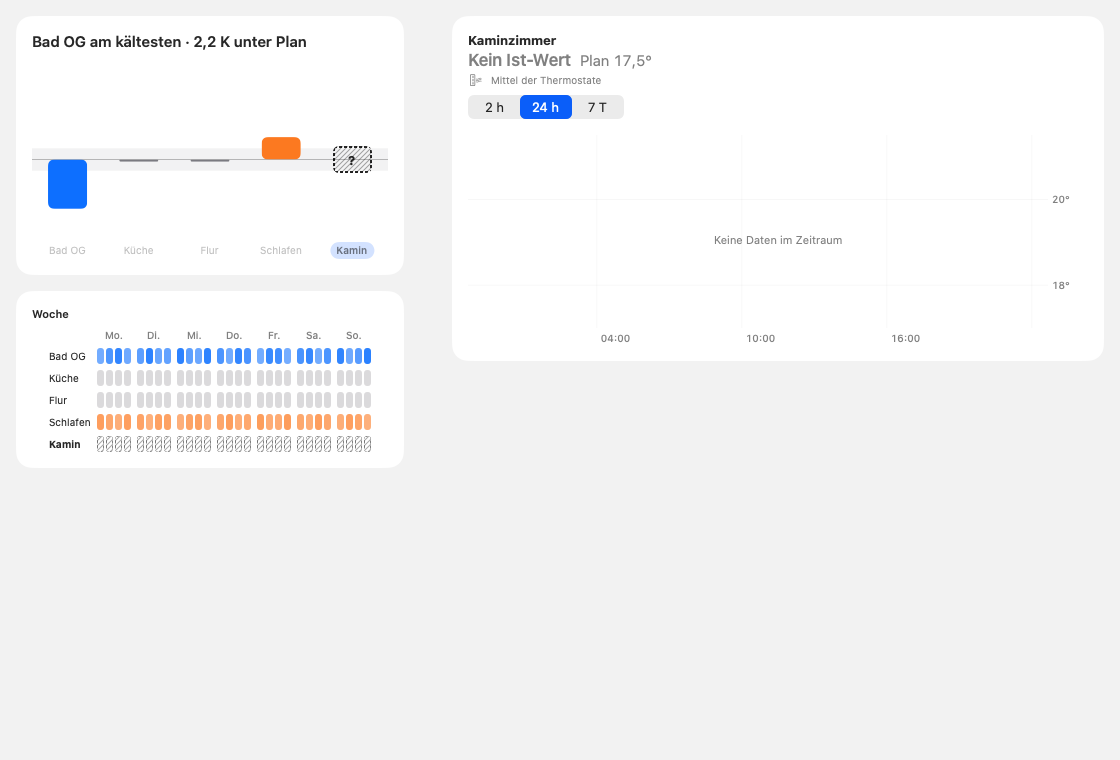 Bad OG am kältesten · 2,2 K unter Plan
?
Bad OG Küche Flur Schlafen Kamin
Woche
Mo. Di. Mi. Do. Fr. Sa. So.
Bad OG
Küche
Flur
Schlafen
Kamin
Kaminzimmer
Kein Ist-Wert Plan 17,5°
Mittel der Thermostate
2 h 24 h 7 T
20°
Keine Daten im Zeitraum
18°
04:00 10:00 16:00